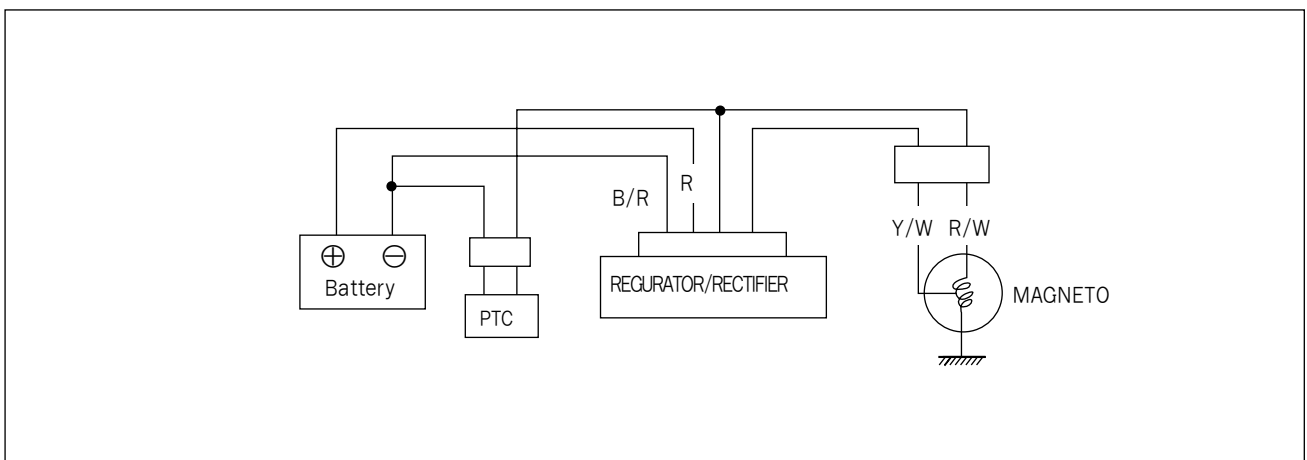 R
B/R
Y/W R/W
⊕ ⊖
Battery
REGURATOR/RECTIFIER
MAGNETO
PTC